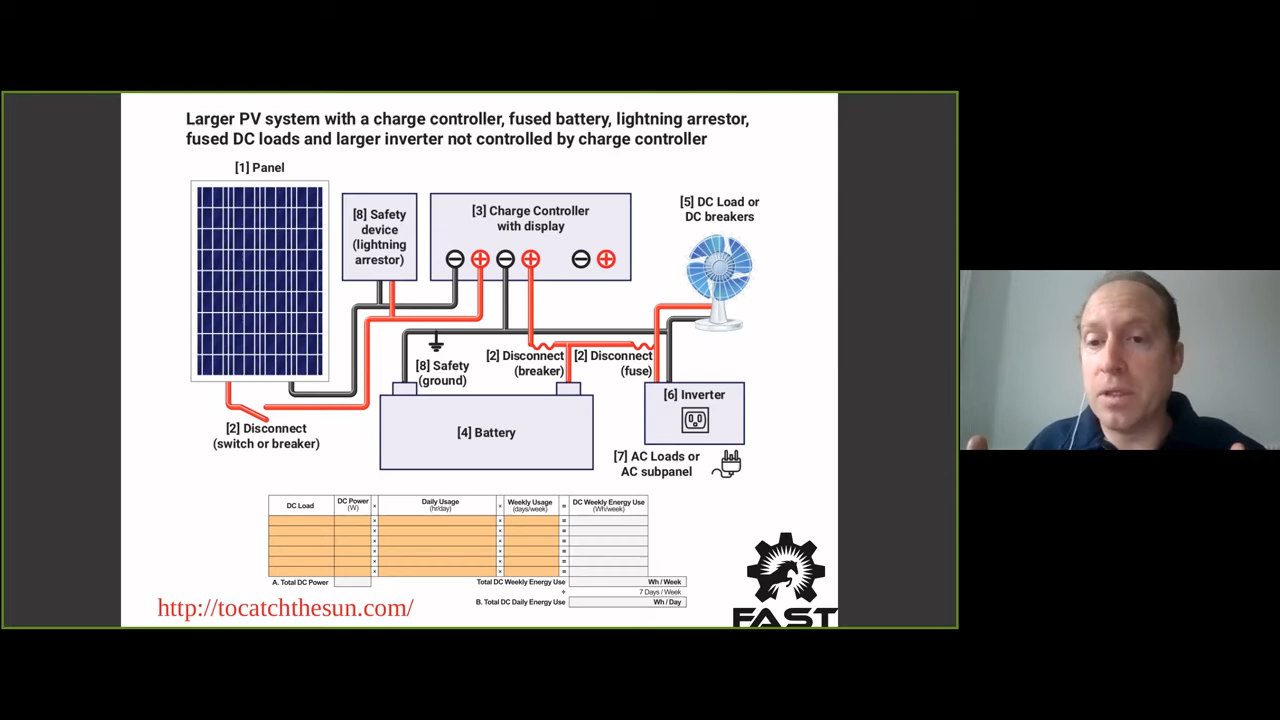 Larger PV system with a charge controller, fused battery, lightning arrestor,
fused DC loads and larger inverter not controlled by charge controller
[1] Panel
[8] Safety
device
(lightning
arrestor)
[3] Charge Controller
with display
[5] DC Load or
DC breakers
[8] Safety
(ground)
[2] Disconnect
(breaker)
[2] Disconnect
(fuse)
[2] Disconnect
(switch or breaker)
[4] Battery
[6] Inverter
[7] AC Loads or
AC subpanel
DC Load
DC Power
(W)
×
Daily Usage
(hr/day)
×
Weekly Usage
(days/week)
=
DC Weekly Energy Use
(Wh/week)
× × =
× × =
× × =
× × =
× × =
× × =
A. Total DC Power
Total DC Weekly Energy Use Wh / Week
÷ 7 Days / Week
B. Total DC Daily Energy Use Wh / Day
http://tocatchthesun.com/
FAST